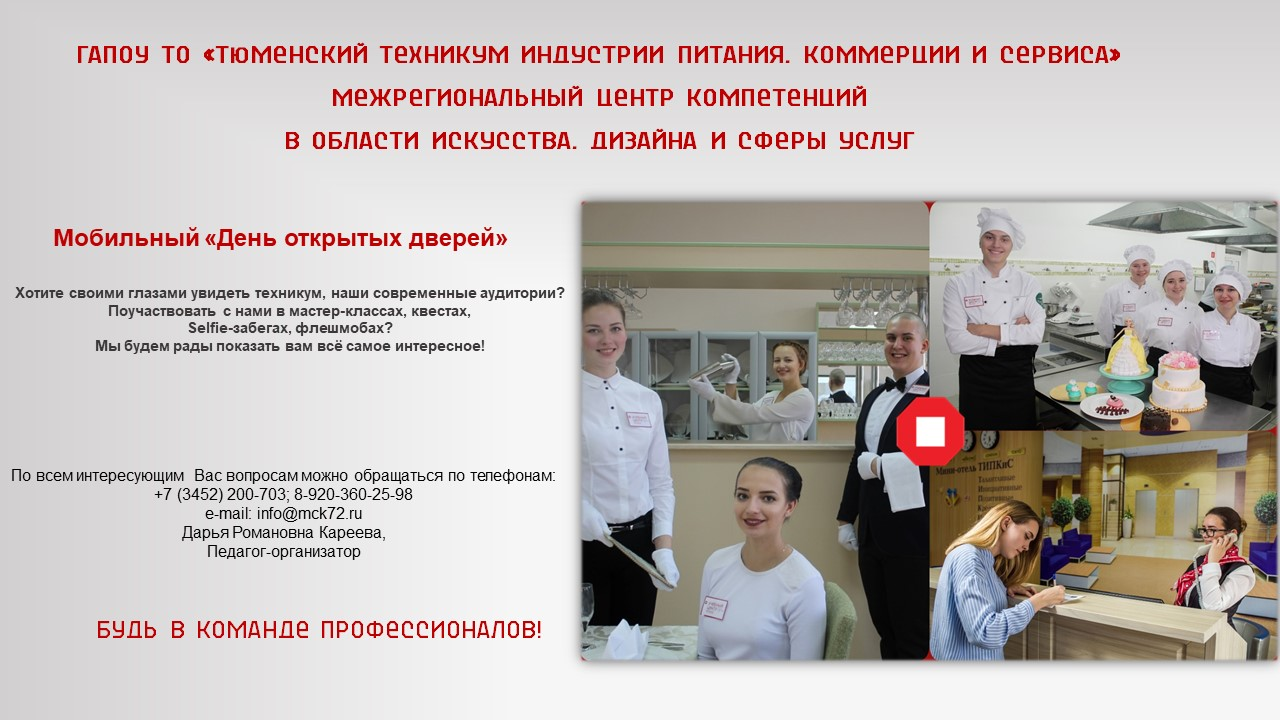 ГАПОУ ТО «Тюменский техникум индустрии питания, коммерции и сервиса»
Межрегиональный центр компетенций
в области искусства, дизайна и сферы услуг
Мобильный «День открытых дверей»
Хотите своими глазами увидеть техникум, наши современные аудитории?
Поучаствовать с нами в мастер-классах, квестах,
Selfie-забегах, флешмобах?
Мы будем рады показать вам всё самое интересное!
По всем интересующим Вас вопросам можно обращаться по телефонам:
+7 (3452) 200-703; 8-920-360-25-98
e-mail: info@mck72.ru
Дарья Романовна Кареева,
Педагог-организатор
Будь в команде профессионалов!
Мини-отель ТИПКиС
Талантливые
Инициативные
Позитивные